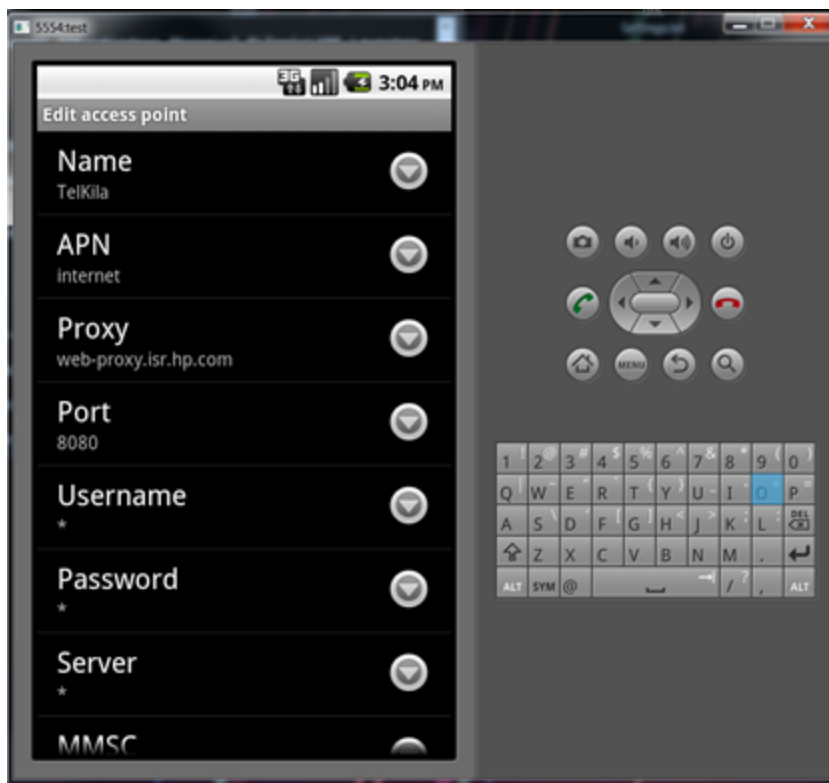 5554:test
3G
3:04 PM
Edit access point
Name
TelKila
APN
internet
Proxy
web-proxy.isr.hp.com
Port
8080
Username
*
Password
*
Server
*
MMSC
MENU
1 ! 2 @ 3 # 4 $ 5 % 6 ^ 7 & 8 * 9 ( 0 )
Q | W ~ E " R ` T { Y } U - I O P =
A S \ D ' F [ G ] H < J > K ; L : DEL
Z X C V B N M .
ALT SYM @ / ? , ALT